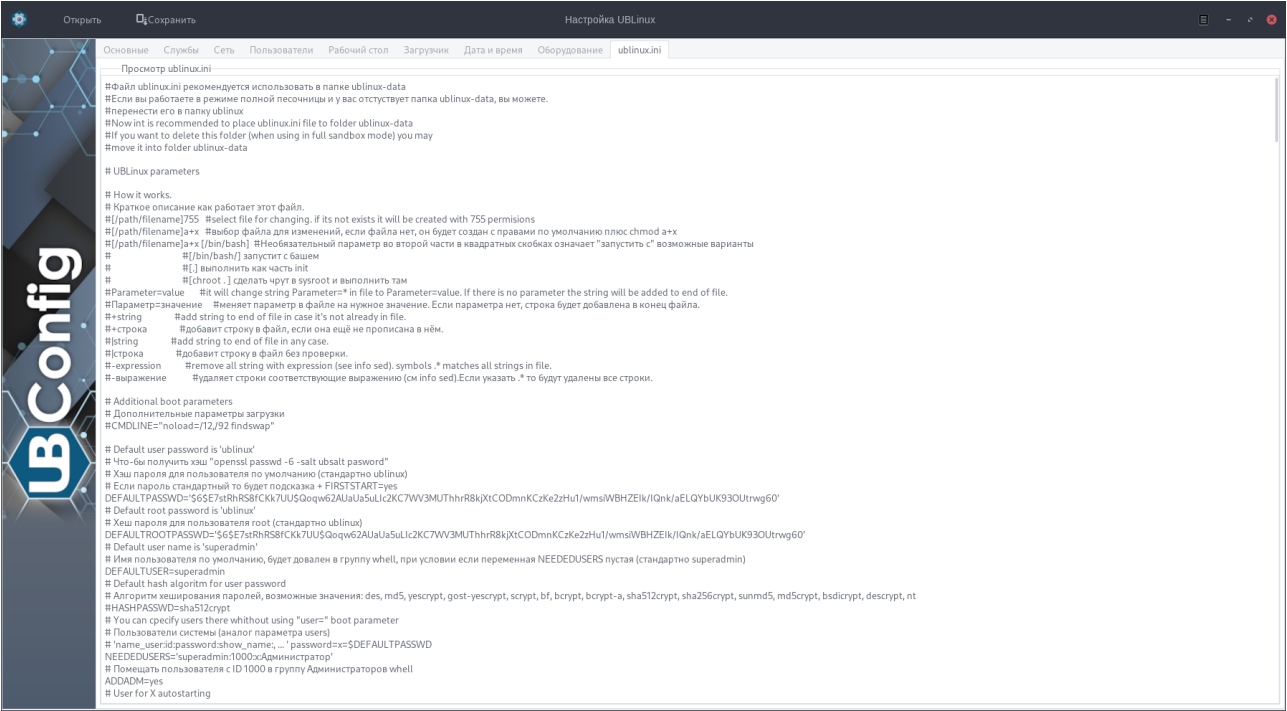 Открыть Сохранить Настройка UBLinux
Основные Службы Сеть Пользователи Рабочий стол Загрузчик Дата и время Оборудование ublinux.ini
Просмотр ublinux.ini
#Файл ublinux.ini рекомендуется использовать в папке ublinux-data
#Если вы работаете в режиме полной песочницы и у вас отстуствует папка ublinux-data, вы можете.
#перенести его в папку ublinux
#Now int is recommended to place ublinux.ini file to folder ublinux-data
#If you want to delete this folder (when using in full sandbox mode) you may
#move it into folder ublinux-data
# UBLinux parameters
# How it works.
# Краткое описание как работает этот файл.
#[/path/filename]755 #select file for changing. if its not exists it will be created with 755 permisions
#[/path/filename]a+x #выбор файла для изменений, если файла нет, он будет создан с правами по умолчанию плюс chmod a+x
#[/path/filename]a+x [/bin/bash] #Необязательный параметр во второй части в квадратных скобках означает "запустить с" возможные варианты
# #[/bin/bash/] запустит с башем
# #[.] выполнить как часть init
# #[chroot . ] сделать чрут в sysroot и выполнить там
#Parameter=value #it will change string Parameter=* in file to Parameter=value. If there is no parameter the string will be added to end of file.
#Параметр=значение #меняет параметр в файле на нужное значение. Если параметра нет, строка будет добавлена в конец файла.
#+string #add string to end of file in case it's not already in file.
#+строка #добавит строку в файл, если она ещё не прописана в нём.
#|string #add string to end of file in any case.
#|строка #добавит строку в файл без проверки.
#-expression #remove all string with expression (see info sed). symbols .* matches all strings in file.
#-выражение #удаляет строки соответствующие выражению (см info sed).Если указать .* то будут удалены все строки.
# Additional boot parameters
# Дополнительные параметры загрузки
#CMDLINE="noload=/12,/92 findswap"
# Default user password is 'ublinux'
# Что-бы получить хэш "openssl passwd -6 -salt ubsalt pasword"
# Хэш пароля для пользователя по умолчанию (стандартно ublinux)
# Если пароль стандартный то будет подсказка + FIRSTSTART=yes
DEFAULTPASSWD='$6$E7stRhRS8fCKk7UU$Qoqw62AUaUa5uLIc2KC7WV3MUThhrR8kjXtCODmnKCzKe2zHu1/wmsiWBHZEIk/IQnk/aELQYbUK93OUtrwg60'
# Default root password is 'ublinux'
# Хеш пароля для пользователя root (стандартно ublinux)
DEFAULTROOTPASSWD='$6$E7stRhRS8fCKk7UU$Qoqw62AUaUa5uLIc2KC7WV3MUThhrR8kjXtCODmnKCzKe2zHu1/wmsiWBHZEIk/IQnk/aELQYbUK93OUtrwg60'
# Default user name is 'superadmin'
# Имя пользователя по умолчанию, будет довален в группу whell, при условии если переменная NEEDEDUSERS пустая (стандартно superadmin)
DEFAULTUSER=superadmin
# Default hash algoritm for user password
# Алгоритм хеширования паролей, возможные значения: des, md5, yescrypt, gost-yescrypt, scrypt, bf, bcrypt, bcrypt-a, sha512crypt, sha256crypt, sunmd5, md5crypt, bsdicrypt, descrypt, nt
#HASHPASSWD=sha512crypt
# You can cpecify users there whithout using "user=" boot parameter
# Пользователи системы (аналог параметра users)
# 'name_user:id:password:show_name:, ... ' password=x=$DEFAULTPASSWD
NEEDEDUSERS='superadmin:1000:x:Администратор'
# Помещать пользователя с ID 1000 в группу Администраторов whell
ADDADM=yes
# User for X autostarting
UBConfig